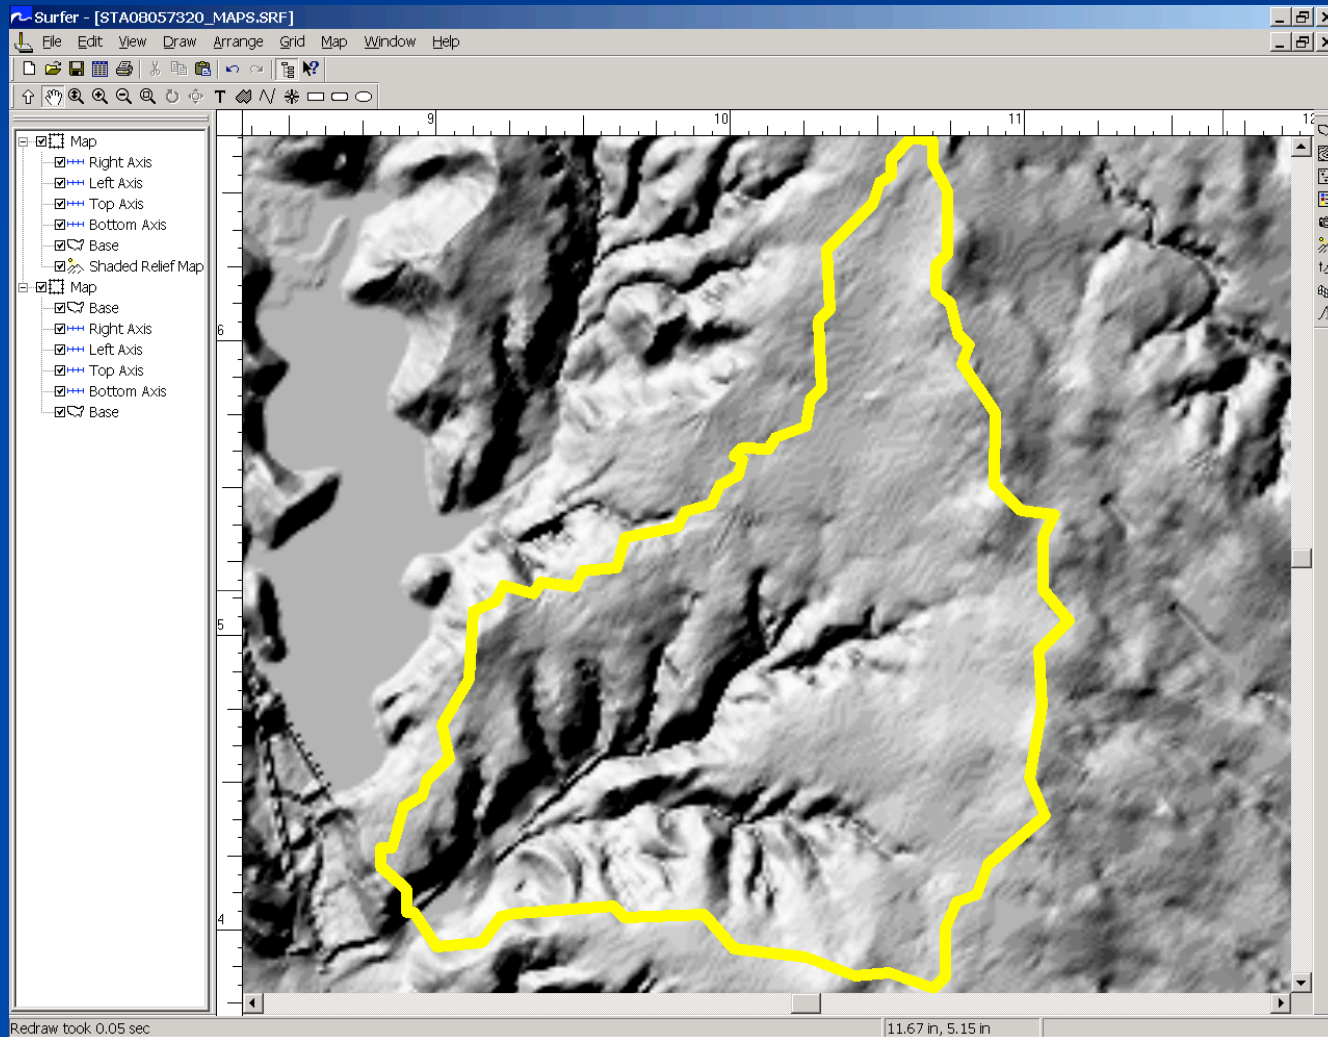 Surfer - [STA08057320_MAPS.SRF]
File Edit View Draw Arrange Grid Map Window Help
T
9 10 11 12
Map
Right Axis
Left Axis
Top Axis
Bottom Axis
Base
Shaded Relief Map
Map
Base
Right Axis
Left Axis
Top Axis
Bottom Axis
Base
6
5
4
Redraw took 0.05 sec 11.67 in, 5.15 in